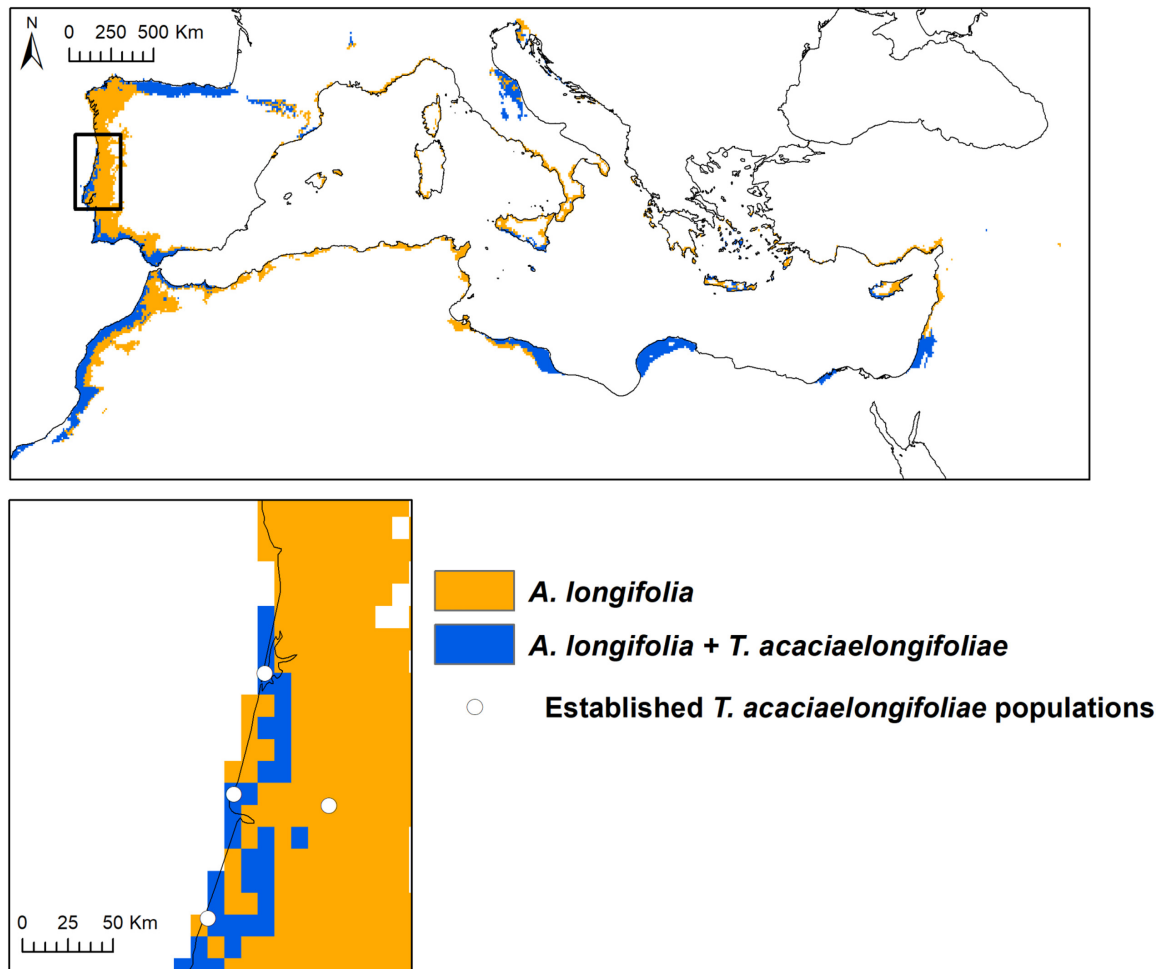 N
0 250 500 Km
A. longifolia
A. longifolia + T. acaciaelongifoliae
Established T. acaciaelongifoliae populations
0 25 50 Km